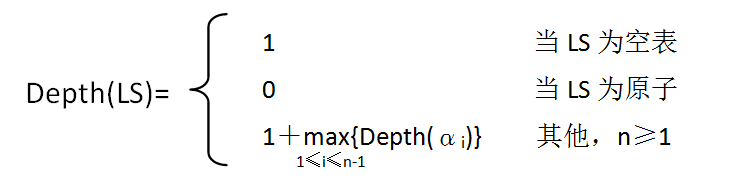 1 当 LS 为空表
Depth(LS)= 0 当 LS 为原子
1＋max{Depth( αi)} 其他，n≥1
1≤i≤n-1